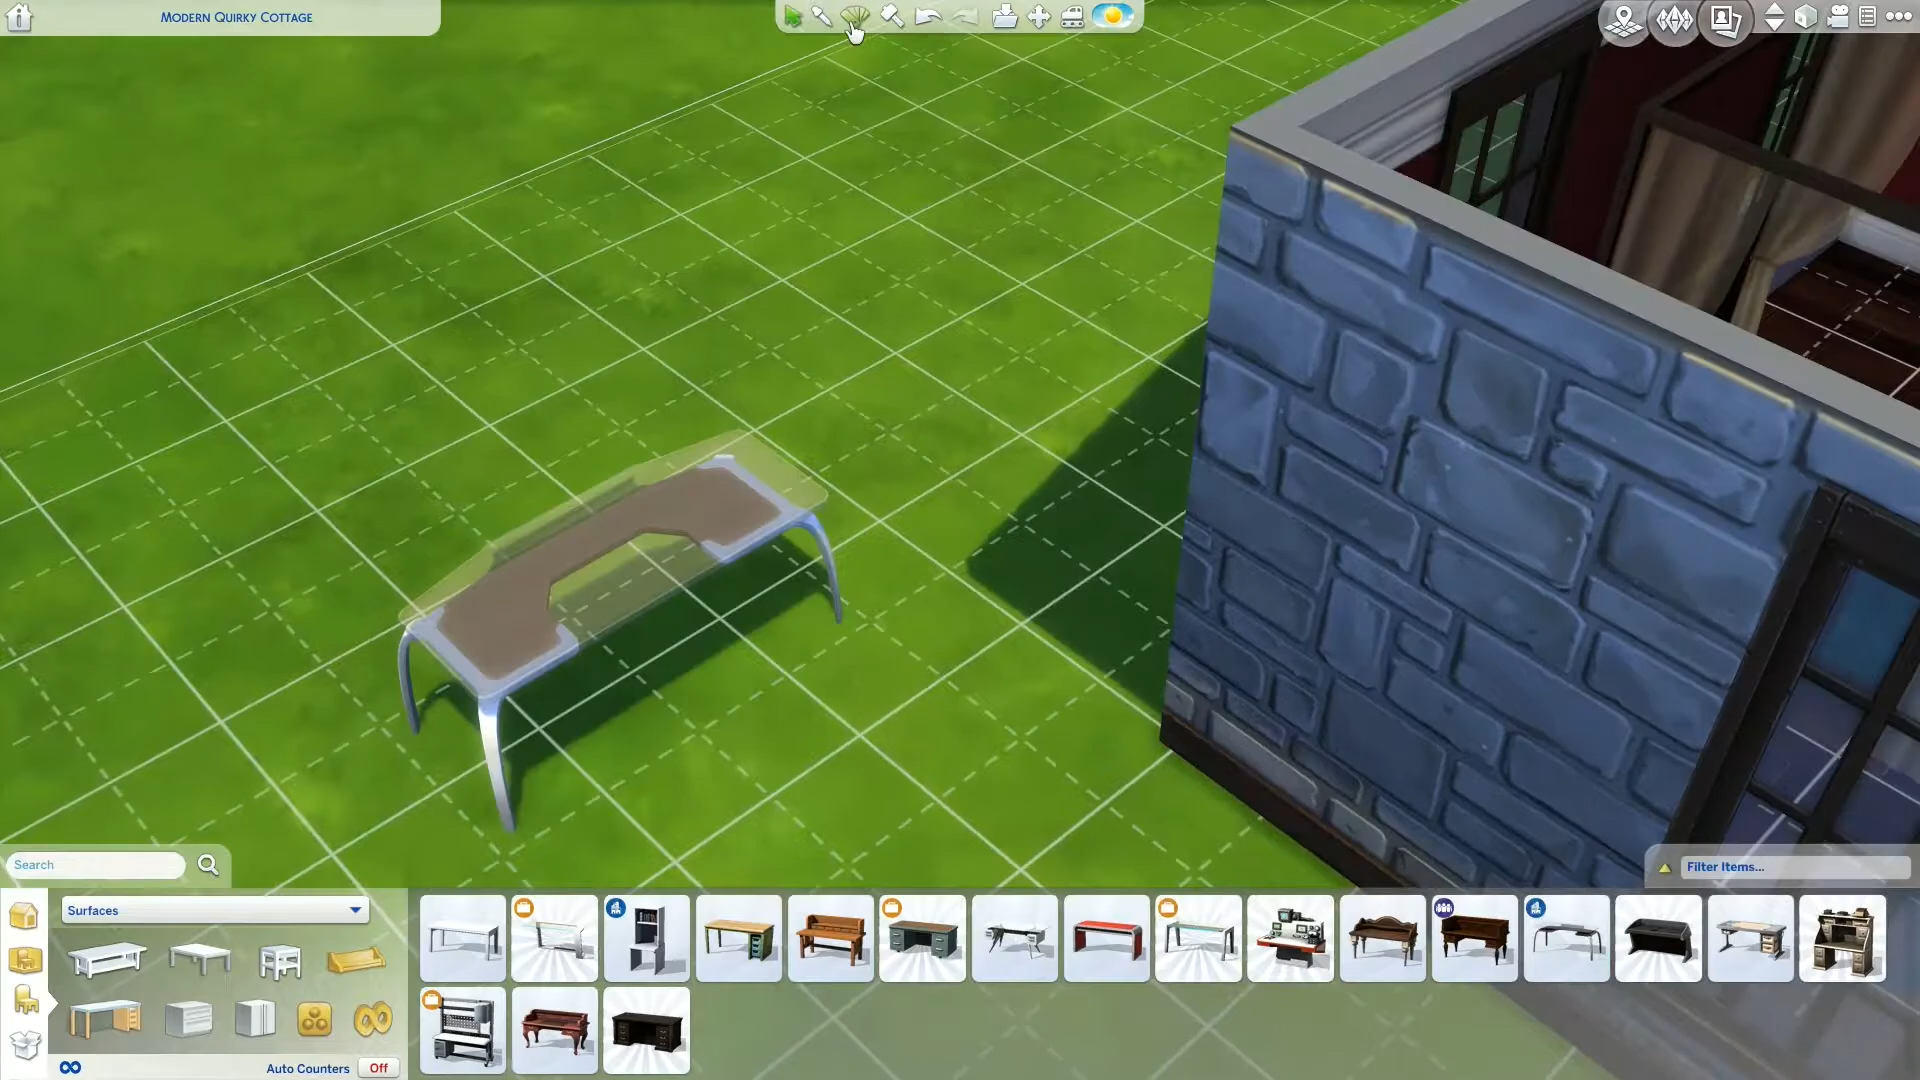 Modern Quirky Cottage
Search
Filter Items...
Surfaces
Auto Counters Off